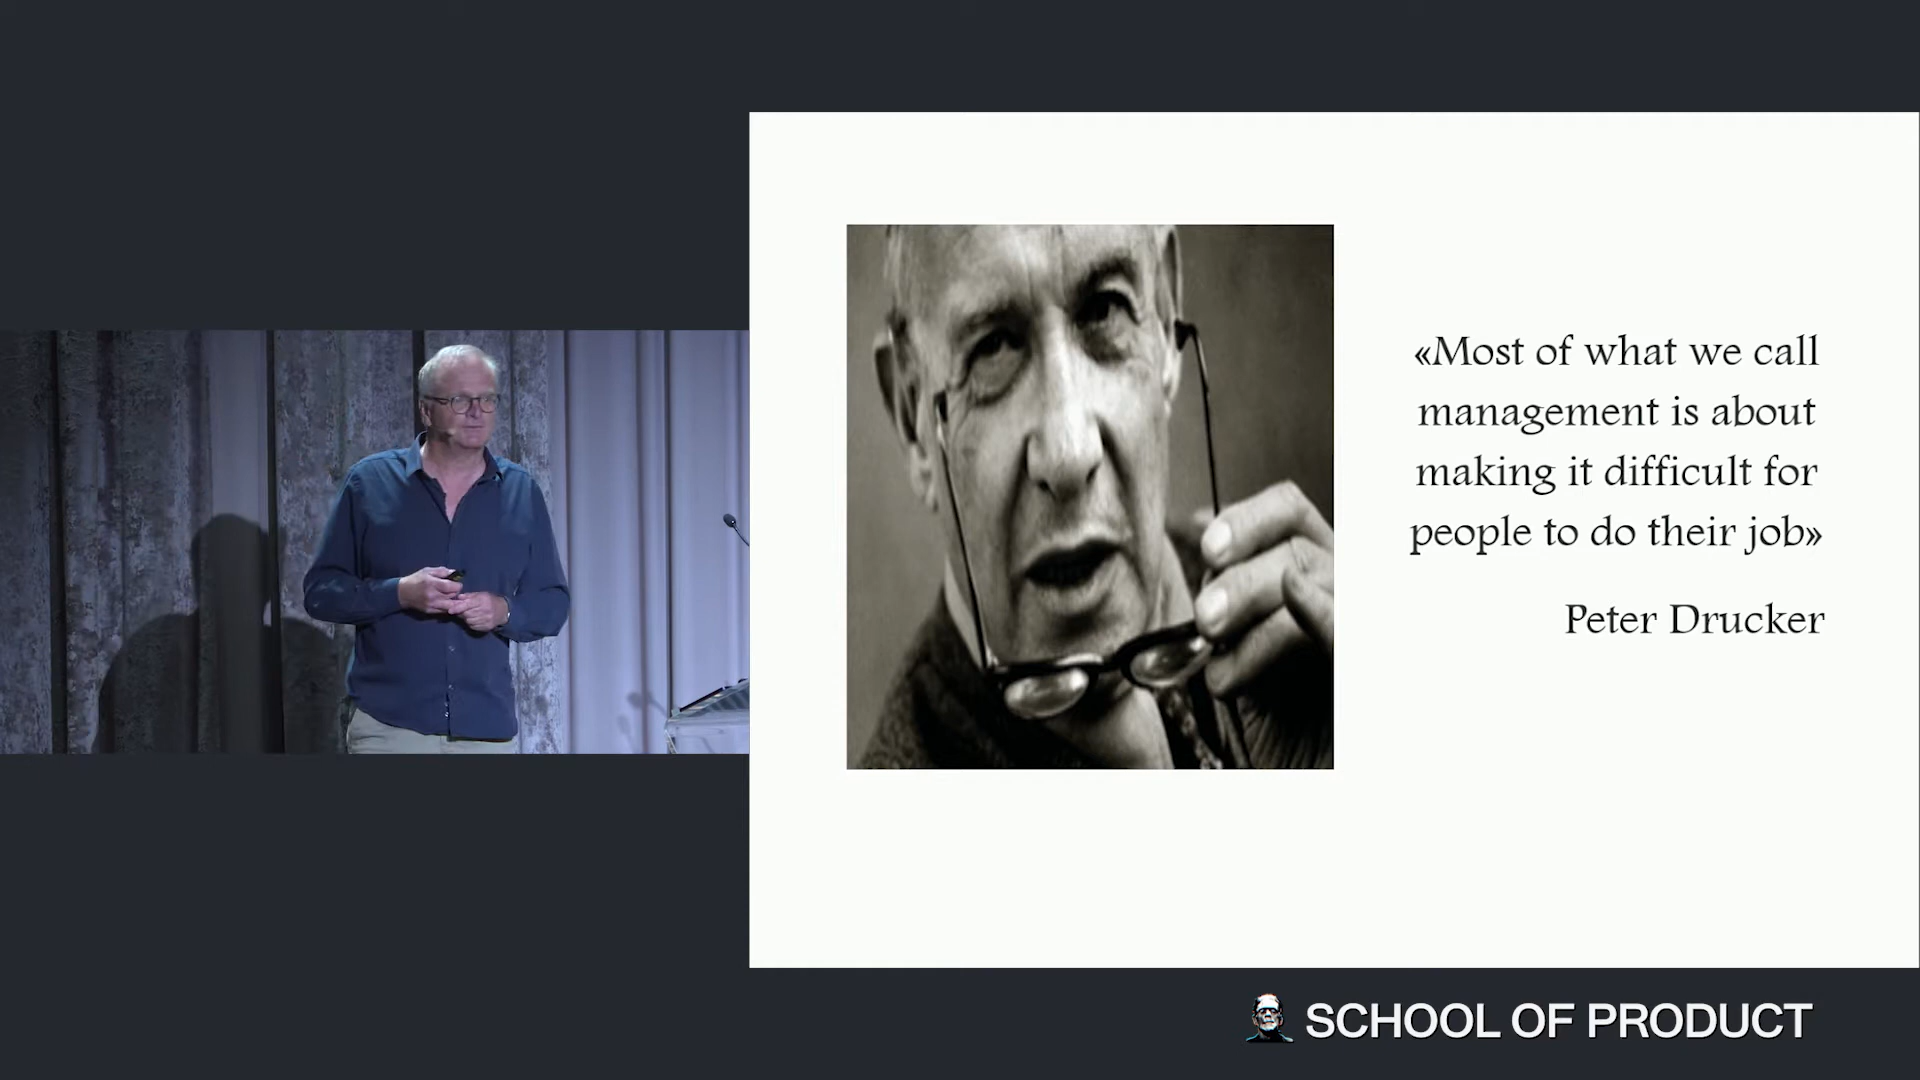 «Most of what we call
management is about
making it difficult for
people to do their job»
Peter Drucker
SCHOOL OF PRODUCT